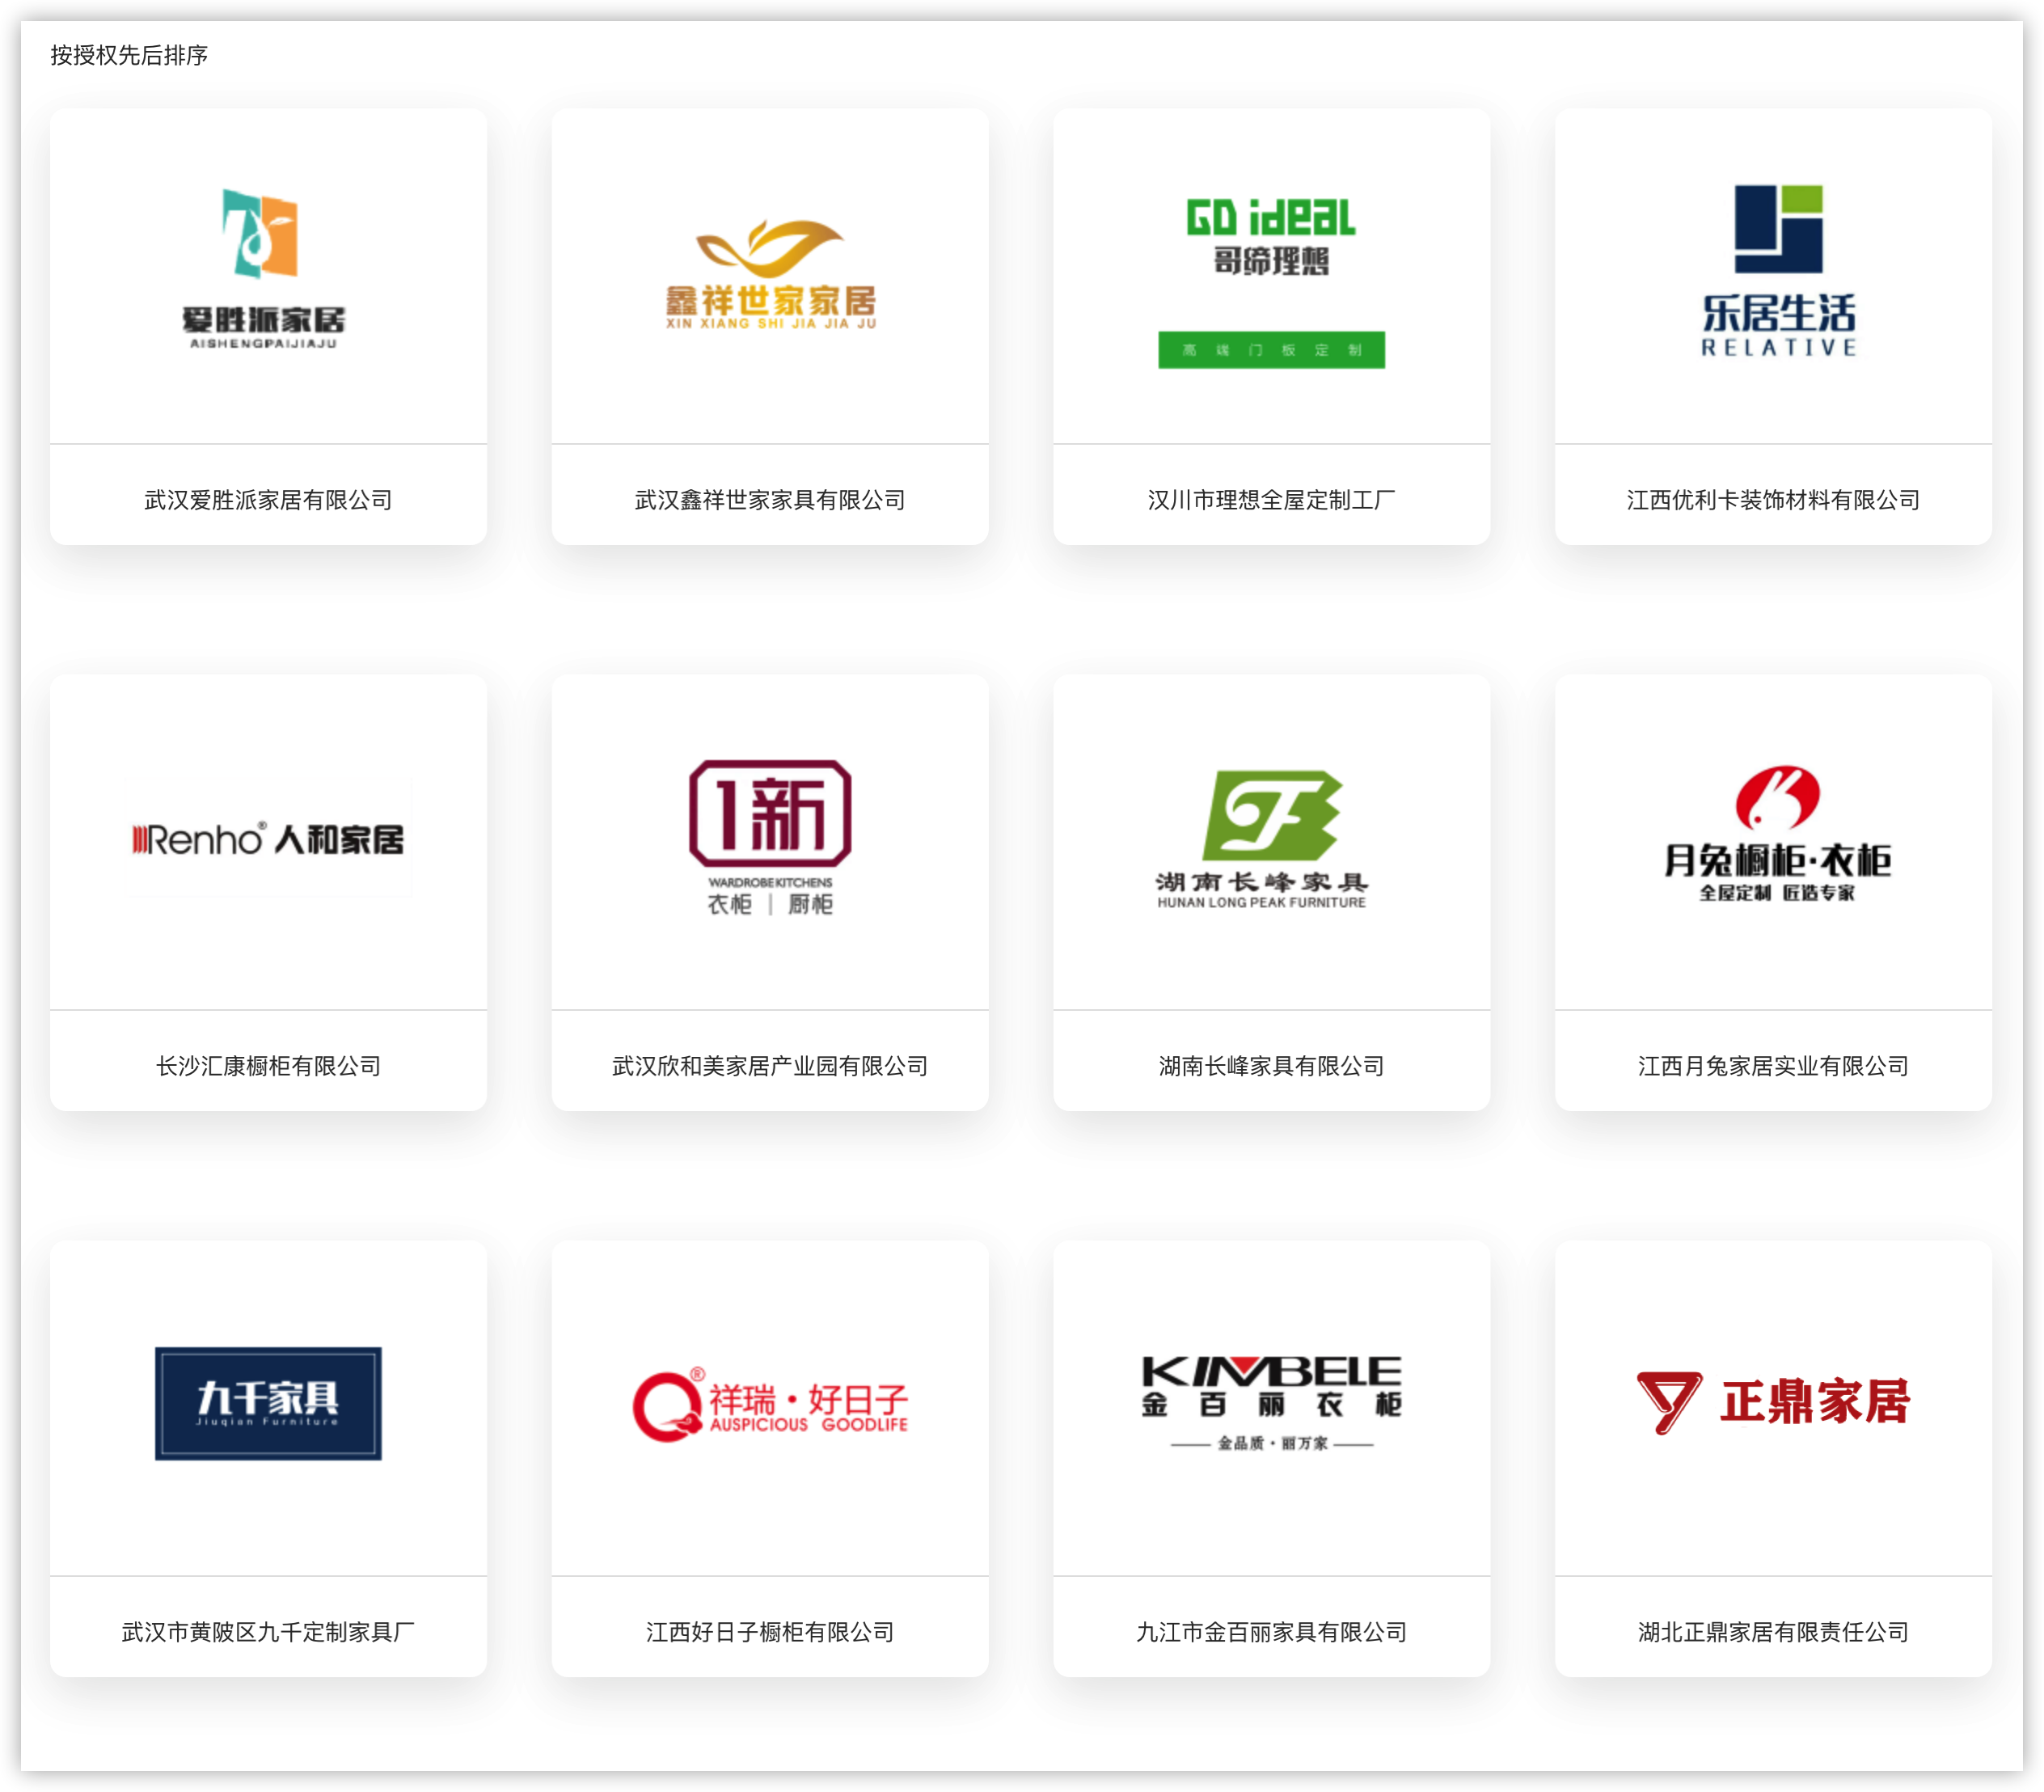 按授权先后排序
爱胜派家居
AISHENGPAIJIAJU
武汉爱胜派家居有限公司
鑫祥世家家居
XIN XIANG SHI JIA JIA JU
武汉鑫祥世家家具有限公司
GD ideal
哥缔理想
高端门板定制
汉川市理想全屋定制工厂
乐居生活
RELATIVE
江西优利卡装饰材料有限公司
Renho® 人和家居
长沙汇康橱柜有限公司
1新
WARDROBE KITCHENS
衣柜 | 厨柜
武汉欣和美家居产业园有限公司
湖南长峰家具
HUNAN LONG PEAK FURNITURE
湖南长峰家具有限公司
月兔橱柜·衣柜
全屋定制 匠造专家
江西月兔家居实业有限公司
九千家具
Jiuqian Furniture
武汉市黄陂区九千定制家具厂
®
祥瑞·好日子
AUSPICIOUS GOODLIFE
江西好日子橱柜有限公司
KIMBELE
金百丽衣柜
金品质·丽万家
九江市金百丽家具有限公司
正鼎家居
湖北正鼎家居有限责任公司